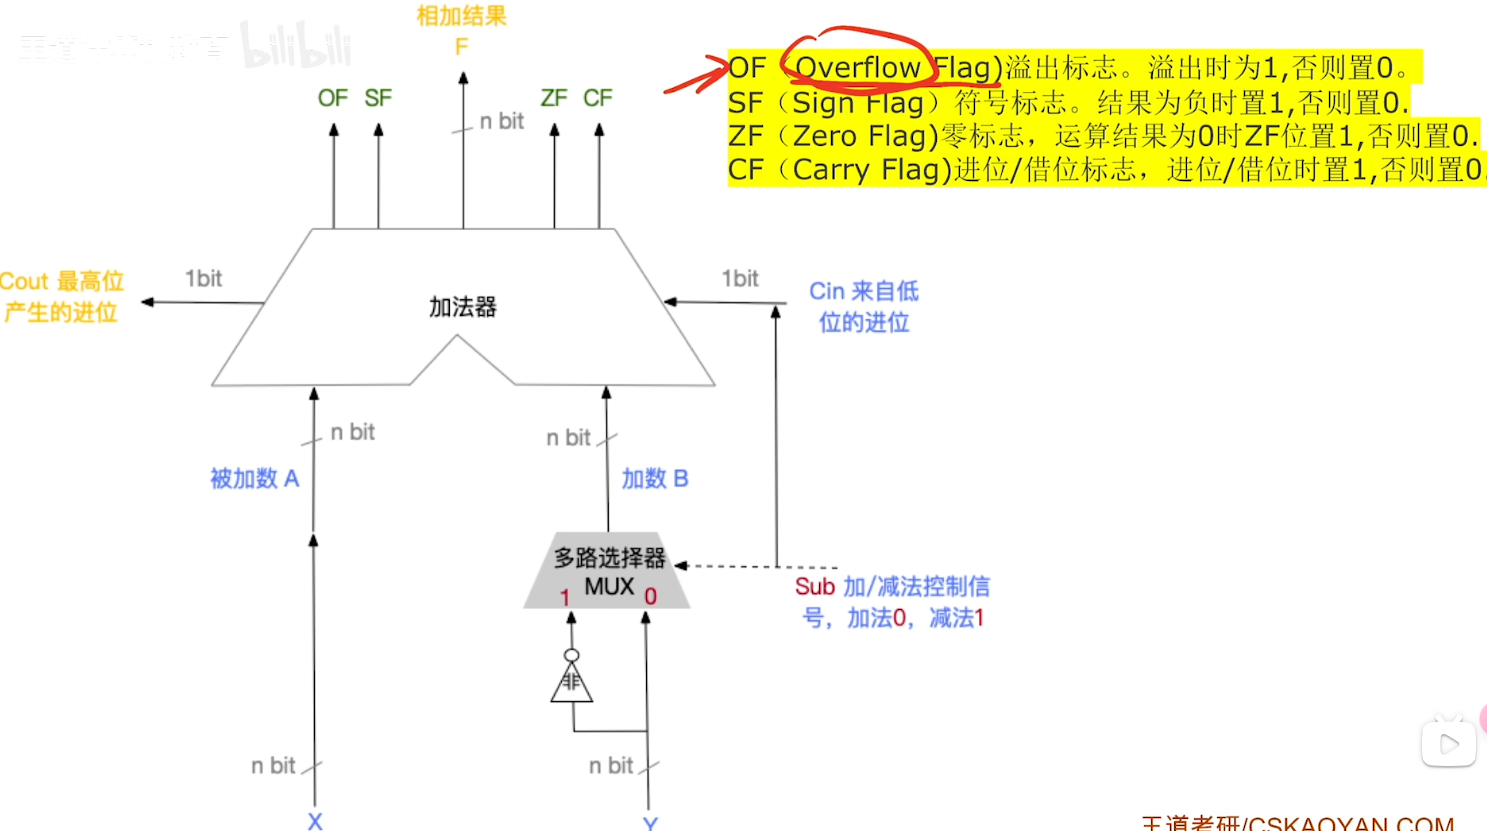 相加结果
F
bilibili
OF（Overflow Flag)溢出标志。溢出时为1,否则置0。
SF（Sign Flag）符号标志。结果为负时置1,否则置0.
ZF（Zero Flag)零标志，运算结果为0时ZF位置1,否则置0.
CF（Carry Flag)进位/借位标志，进位/借位时置1,否则置0.
OF SF ZF CF
n bit
Cout 最高位
产生的进位
1bit
加法器
1bit
Cin 来自低
位的进位
n bit
n bit
被加数 A
加数 B
多路选择器
MUX
1 0
Sub 加/减法控制信
号，加法0，减法1
非
n bit
n bit
X
Y
王道考研/CSKAOYAN.COM